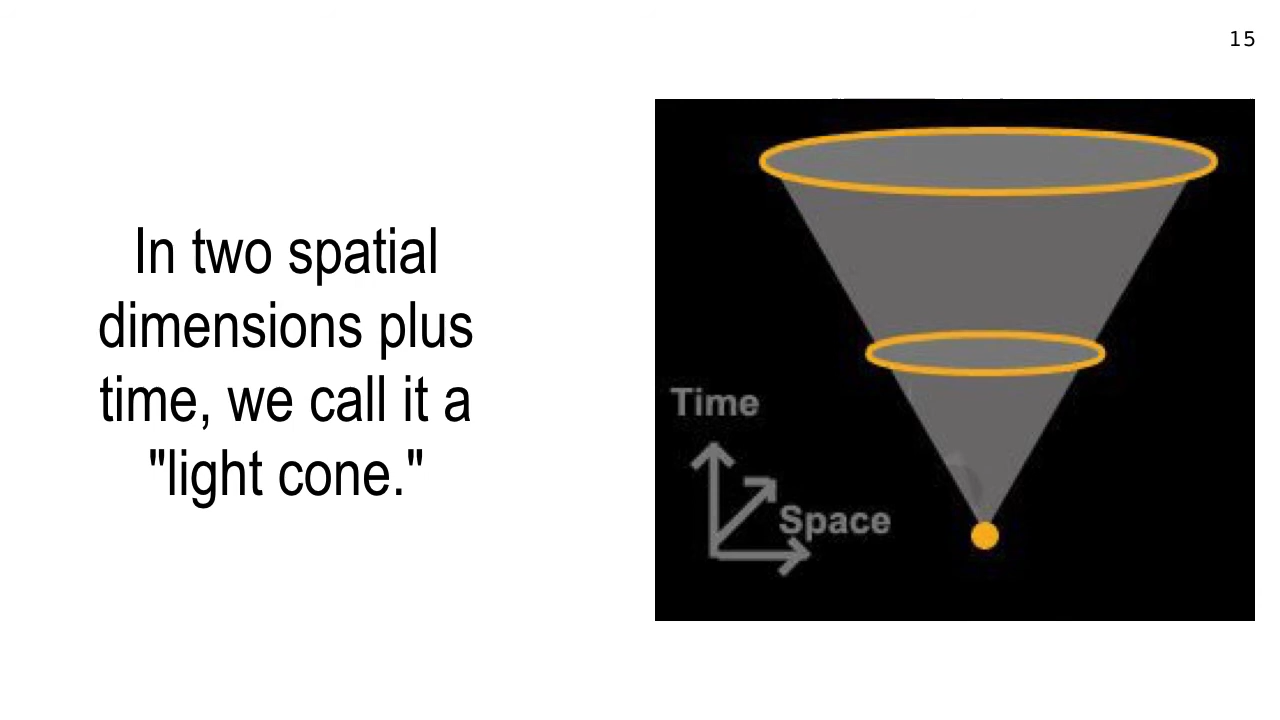 15
In two spatial
dimensions plus
time, we call it a
"light cone."
Time
Space